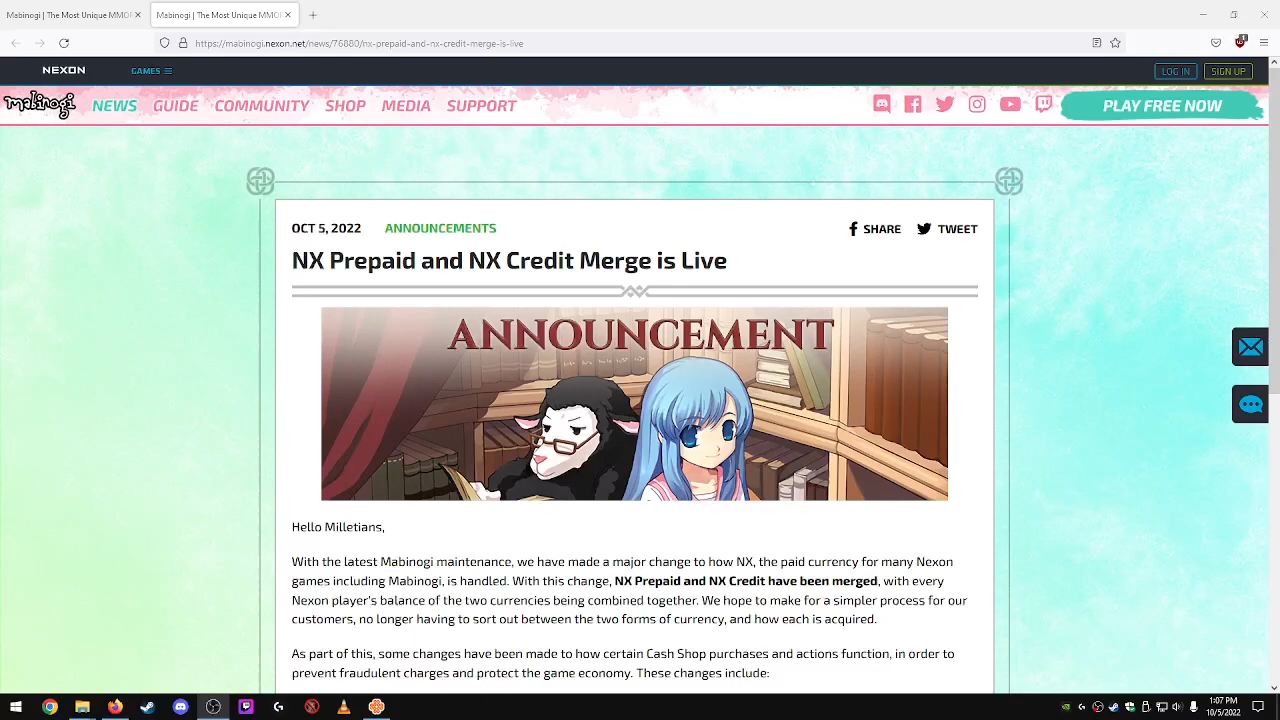 Mabinogi | The Most Unique MMO
Mabinogi | The Most Unique MMO
https://mabinogi.nexon.net/news/76880/nx-prepaid-and-nx-credit-merge-is-live
NEXON
GAMES
LOG IN
SIGN UP
mabinogi
NEWS
GUIDE
COMMUNITY
SHOP
MEDIA
SUPPORT
PLAY FREE NOW
OCT 5, 2022
ANNOUNCEMENTS
SHARE
TWEET
NX Prepaid and NX Credit Merge is Live
ANNOUNCEMENT
Hello Milletians,
With the latest Mabinogi maintenance, we have made a major change to how NX, the paid currency for many Nexon
games including Mabinogi, is handled. With this change, NX Prepaid and NX Credit have been merged, with every
Nexon player's balance of the two currencies being combined together. We hope to make for a simpler process for our
customers, no longer having to sort out between the two forms of currency, and how each is acquired.
As part of this, some changes have been made to how certain Cash Shop purchases and actions function, in order to
prevent fraudulent charges and protect the game economy. These changes include:
1:07 PM
10/5/2022